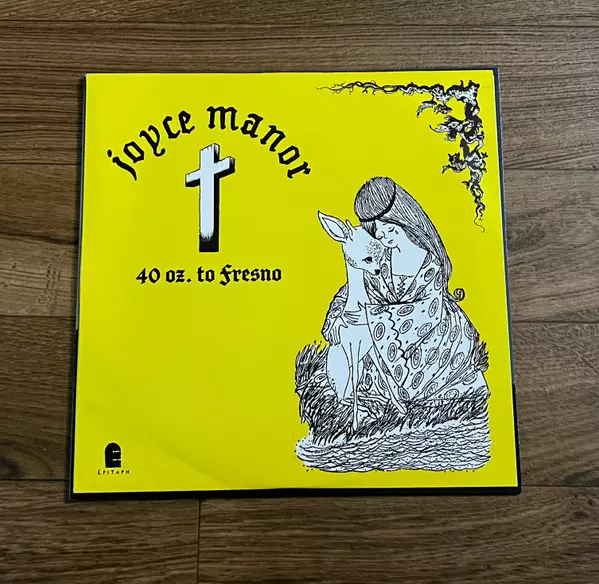 joyce manor
40 oz. to Fresno
EPITAPH